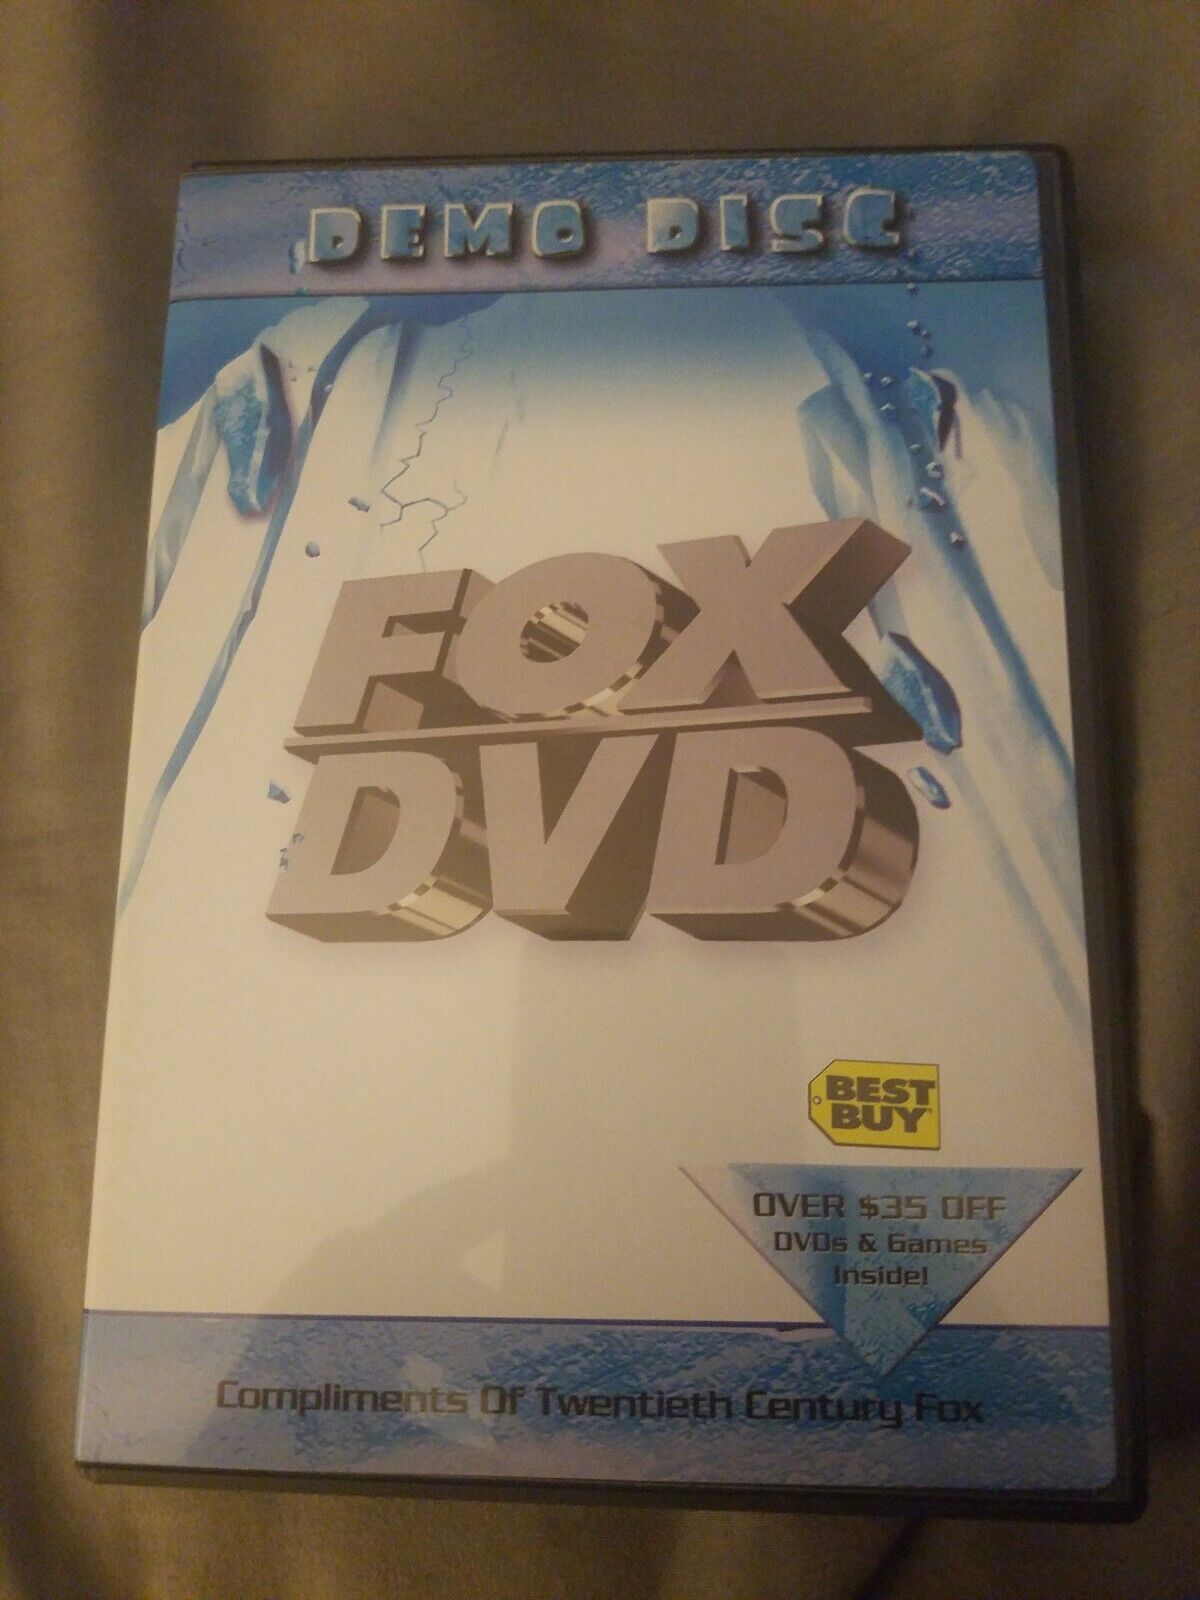 DEMO DISC
FOX
DVD
BEST
BUY
OVER $35 OFF
DVDs & Games
Inside!
Compliments Of Twentieth Century Fox